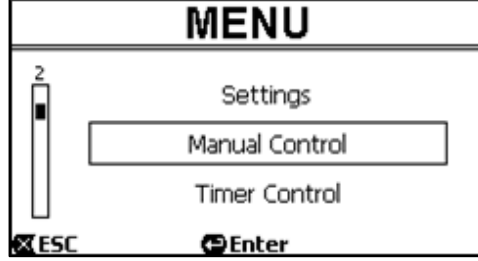 MENU
2
Settings
Manual Control
Timer Control
ESC Enter